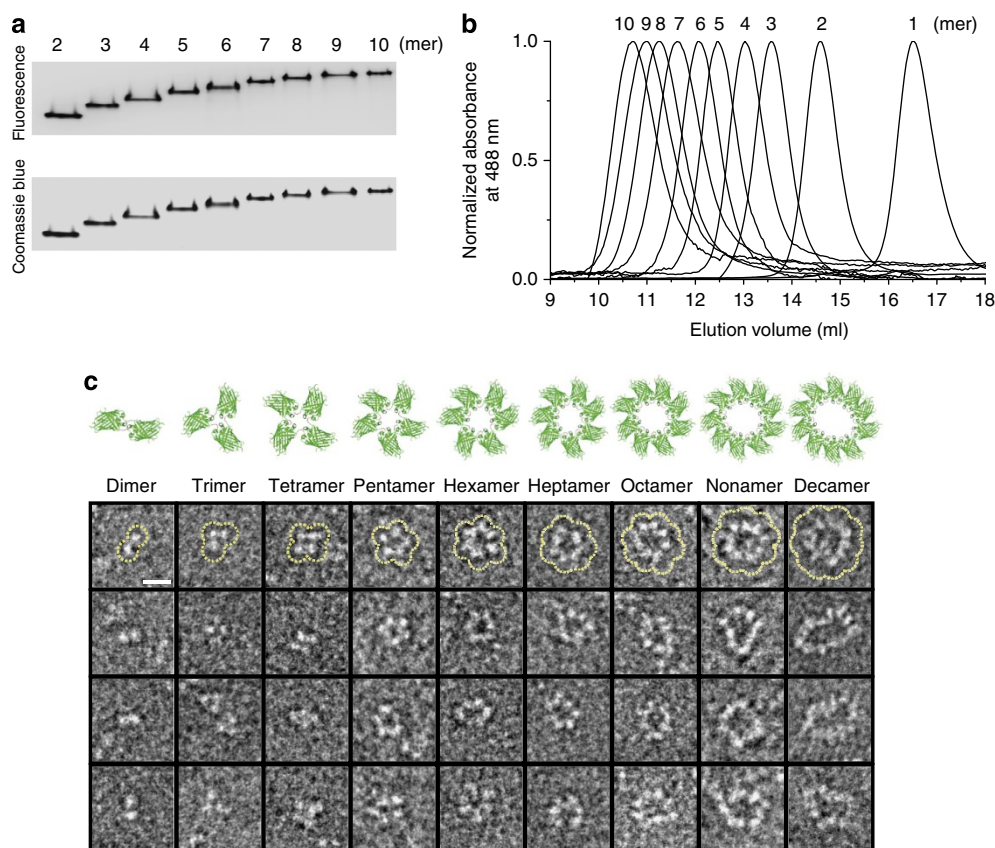 a
2 3 4 5 6 7 8 9 10 (mer)
Fluorescence
Coomassie blue
b
10 9 8 7 6 5 4 3 2 1 (mer)
Normalized absorbance
at 488 nm
1.0
0.5
0.0
9 10 11 12 13 14 15 16 17 18
Elution volume (ml)
c
Dimer Trimer Tetramer Pentamer Hexamer Heptamer Octamer Nonamer Decamer